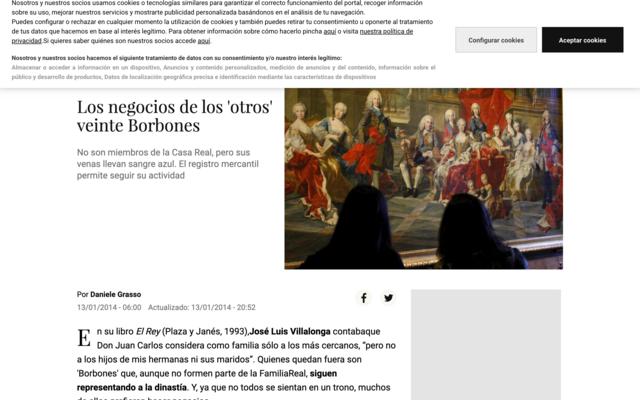 Nosotros y nuestros socios usamos cookies o tecnologías similares para garantizar el correcto funcionamiento del portal, recoger información
sobre su uso, mejorar nuestros servicios y mostrarte publicidad personalizada basándonos en el análisis de tu navegación.
Puedes configurar o rechazar en cualquier momento la utilización de cookies y también puedes retirar tu consentimiento u oponerte al tratamiento
de tus datos que hacemos en base al interés legítimo. Para obtener información sobre cómo hacerlo pincha aquí o visita nuestra política de
privacidad.Si quieres saber quiénes son nuestros socios accede aquí.
Nosotros y nuestros socios hacemos el siguiente tratamiento de datos con su consentimiento y/o nuestro interés legítimo:
Almacenar o acceder a información en un dispositivo, Anuncios y contenido personalizados, medición de anuncios y del contenido, información sobre el
público y desarrollo de productos, Datos de localización geográfica precisa e identificación mediante las características de dispositivos
Configurar cookies
Aceptar cookies
Los negocios de los 'otros'
veinte Borbones
No son miembros de la Casa Real, pero sus
venas llevan sangre azul. El registro mercantil
permite seguir su actividad
Por Daniele Grasso
13/01/2014 - 06:00 Actualizado: 13/01/2014 - 20:52
En su libro El Rey (Plaza y Janés, 1993),José Luis Villalonga contabaque
Don Juan Carlos considera como familia sólo a los más cercanos, "pero no
a los hijos de mis hermanas ni sus maridos". Quienes quedan fuera son
'Borbones' que, aunque no formen parte de la FamiliaReal, siguen
representando a la dinastía. Y, ya que no todos se sientan en un trono, muchos